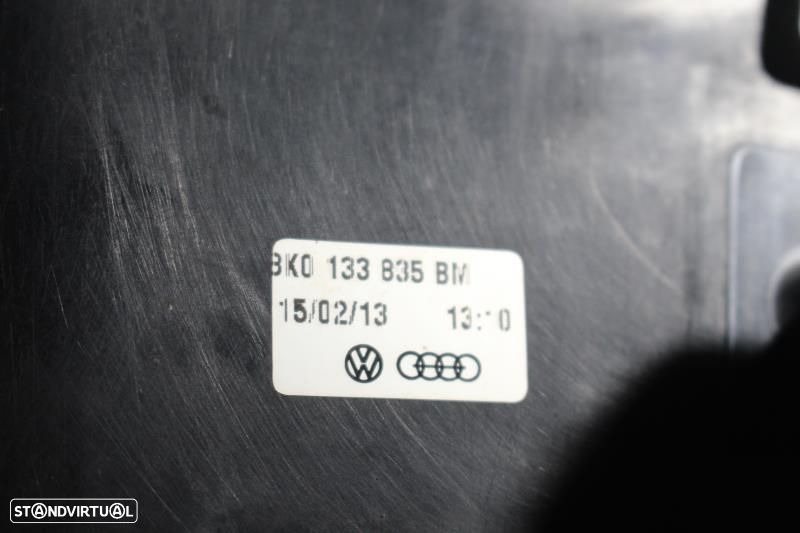 8K0 133 835 BM
15/02/13 13:10
STANDVIRTUAL